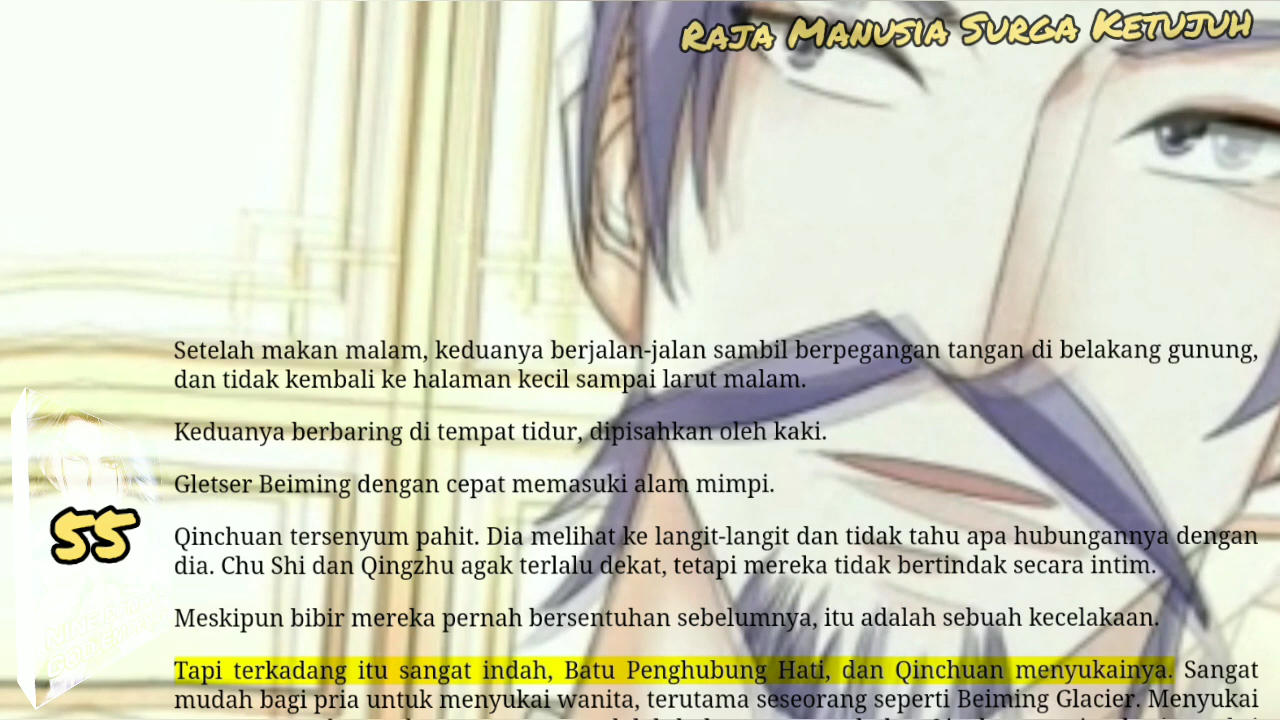 Raja Manusia Surga Ketujuh
Setelah makan malam, keduanya berjalan-jalan sambil berpegangan tangan di belakang gunung,
dan tidak kembali ke halaman kecil sampai larut malam.
Keduanya berbaring di tempat tidur, dipisahkan oleh kaki.
Gletser Beiming dengan cepat memasuki alam mimpi.
Qinchuan tersenyum pahit. Dia melihat ke langit-langit dan tidak tahu apa hubungannya dengan
dia. Chu Shi dan Qingzhu agak terlalu dekat, tetapi mereka tidak bertindak secara intim.
55
Meskipun bibir mereka pernah bersentuhan sebelumnya, itu adalah sebuah kecelakaan.
Tapi terkadang itu sangat indah, Batu Penghubung Hati, dan Qinchuan menyukainya. Sangat
mudah bagi pria untuk menyukai wanita, terutama seseorang seperti Beiming Glacier. Menyukai